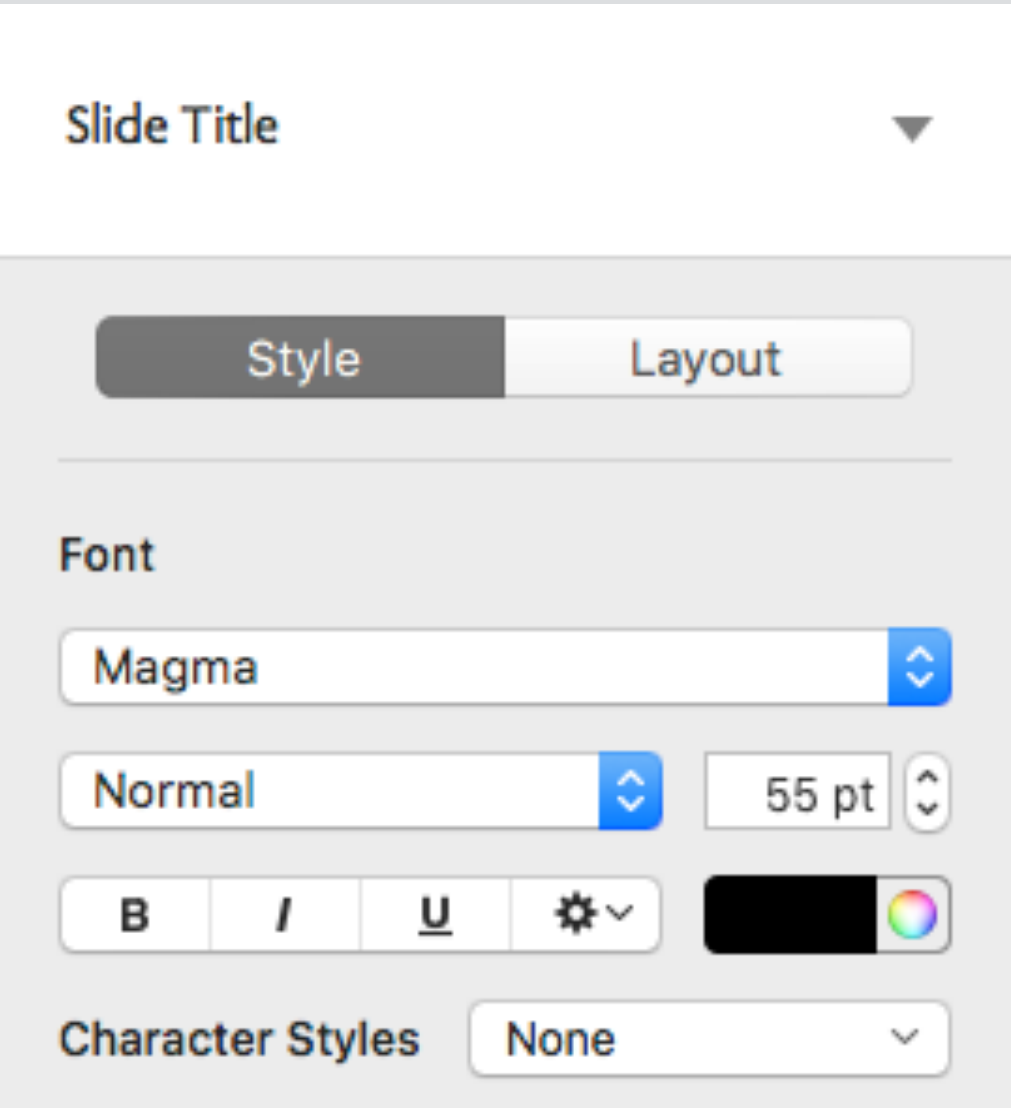 Slide Title
Style Layout
Font
Magma
Normal 55 pt
B I U
Character Styles None